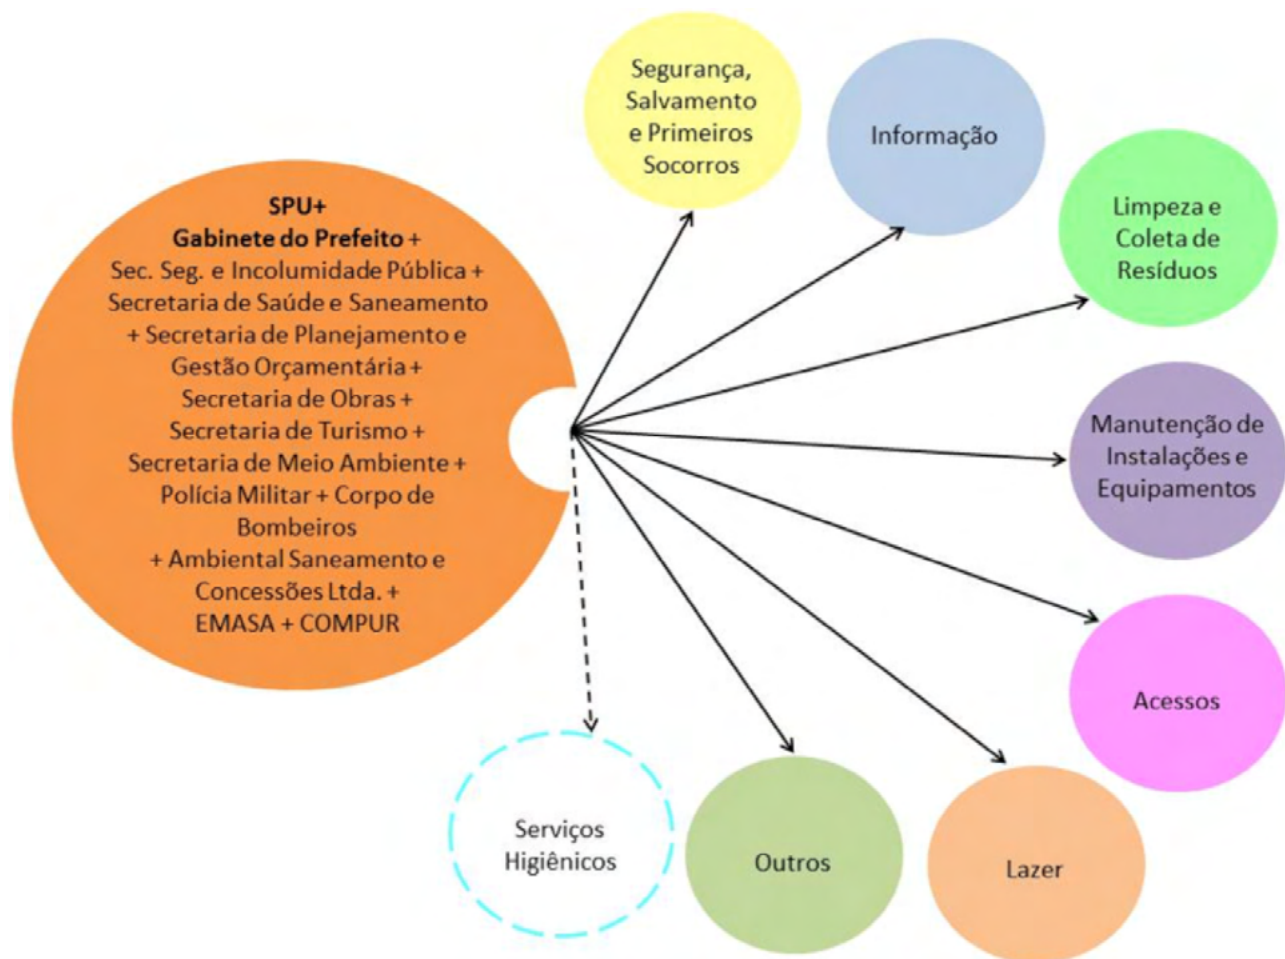 SPU+
Gabinete do Prefeito +
Sec. Seg. e Incolumidade Pública +
Secretaria de Saúde e Saneamento
+ Secretaria de Planejamento e
Gestão Orçamentária +
Secretaria de Obras +
Secretaria de Turismo +
Secretaria de Meio Ambiente +
Polícia Militar + Corpo de
Bombeiros
+ Ambiental Saneamento e
Concessões Ltda. +
EMASA + COMPUR
Segurança,
Salvamento
e Primeiros
Socorros
Informação
Limpeza e
Coleta de
Resíduos
Manutenção de
Instalações e
Equipamentos
Acessos
Lazer
Outros
Serviços
Higiênicos